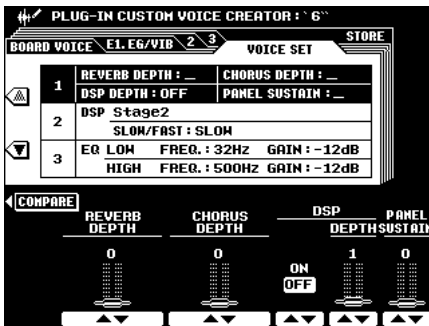 PLUG-IN CUSTOM VOICE CREATOR : ` 6``
STORE
BOARD VOICE E1. EG/VIB 2 3 VOICE SET
1 REVERB DEPTH : _ CHORUS DEPTH : _
DSP DEPTH : OFF PANEL SUSTAIN : _
2 DSP Stage2
SLOW/FAST : SLOW
3 EQ LOW FREQ. : 32Hz GAIN : -12dB
HIGH FREQ. : 500Hz GAIN : -12dB
COMPARE
REVERB DEPTH CHORUS DEPTH DSP DEPTH PANEL SUSTAIN
0 0 1 0
ON
OFF